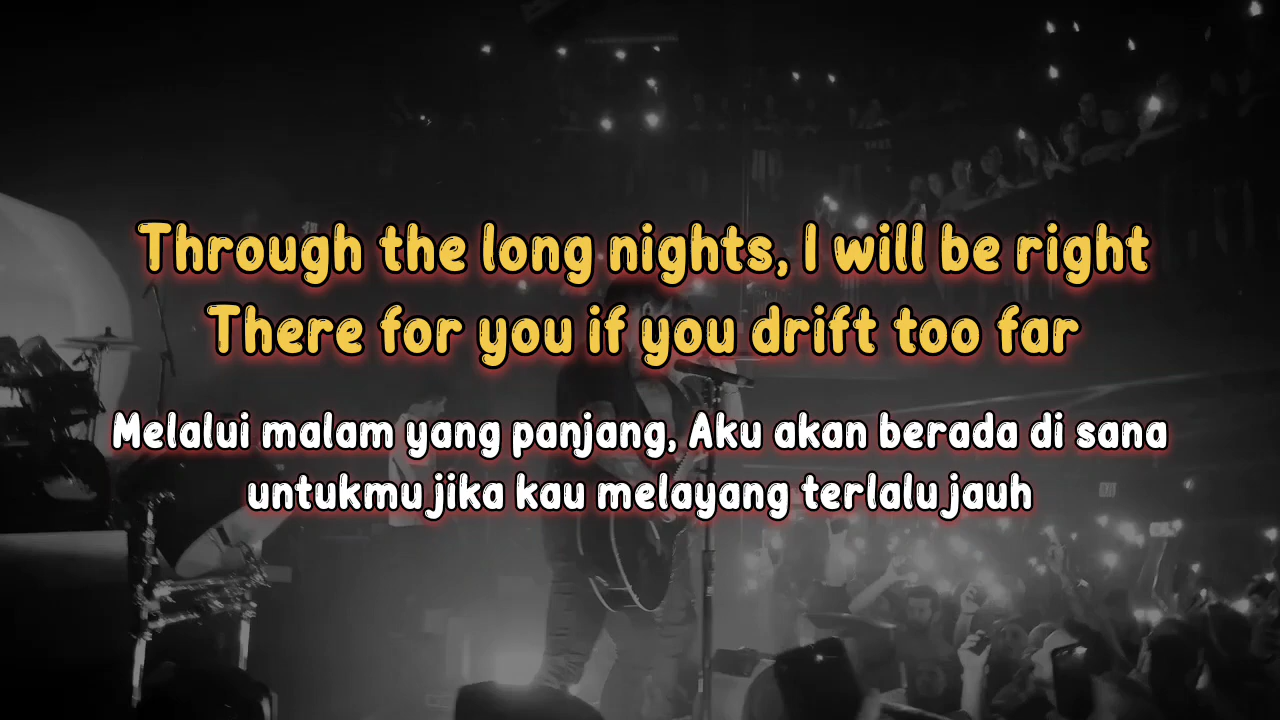 Through the long nights, I will be right
There for you if you drift too far
Melalui malam yang panjang, Aku akan berada di sana
untukmu jika kau melayang terlalu jauh